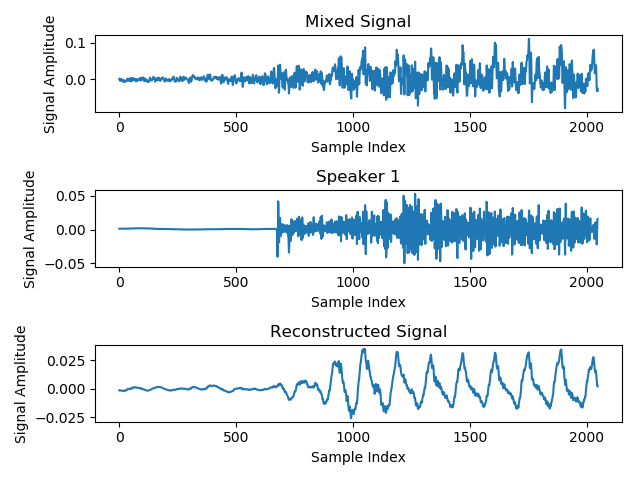 Mixed Signal
Signal Amplitude
0.1
0.0
0
500
1000
1500
2000
Sample Index
Speaker 1
Signal Amplitude
0.05
0.00
−0.05
0
500
1000
1500
2000
Sample Index
Reconstructed Signal
Signal Amplitude
0.025
0.000
−0.025
0
500
1000
1500
2000
Sample Index